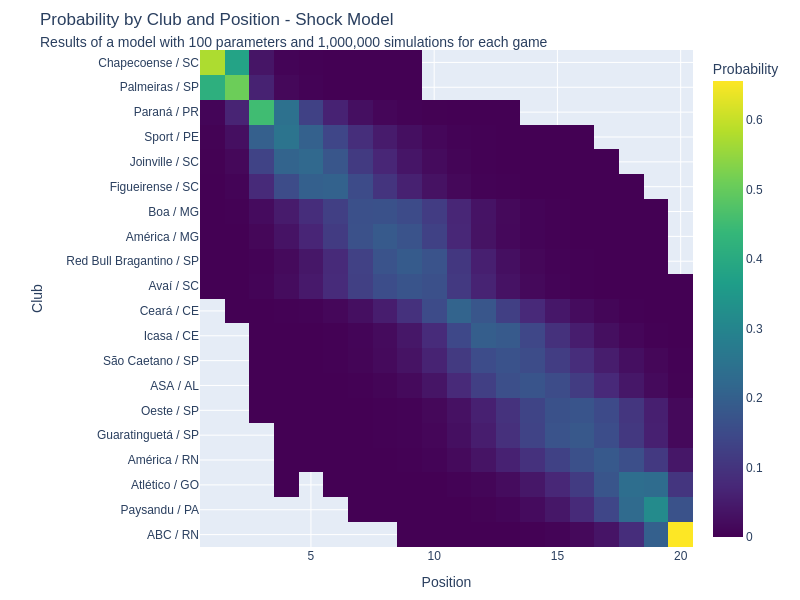 Probability by Club and Position - Shock Model
Results of a model with 100 parameters and 1,000,000 simulations for each game
Probability
Chapecoense / SC
Palmeiras / SP
Paraná / PR
Sport / PE
Joinville / SC
Figueirense / SC
Boa / MG
América / MG
Red Bull Bragantino / SP
Avaí / SC
Ceará / CE
Icasa / CE
São Caetano / SP
ASA / AL
Oeste / SP
Guaratinguetá / SP
América / RN
Atlético / GO
Paysandu / PA
ABC / RN
Club
5
10
15
20
Position
0.6
0.5
0.4
0.3
0.2
0.1
0